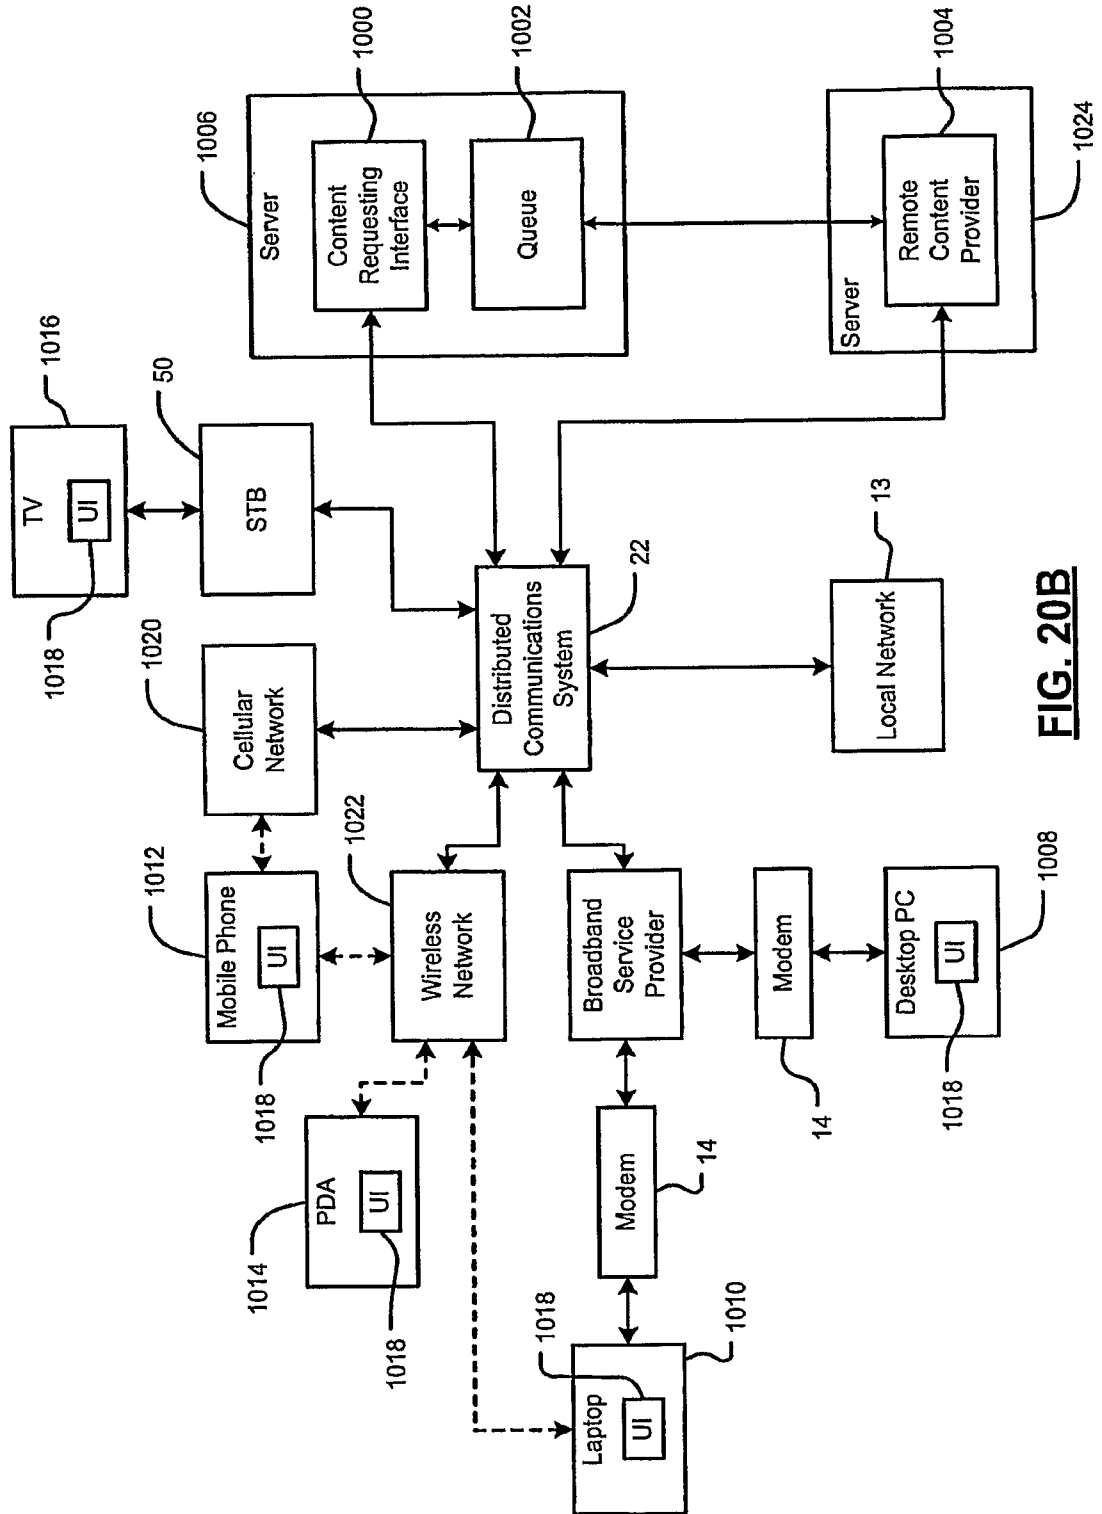 1016
TV
UI
1018
50
STB
1020
Cellular
Network
1012
Mobile Phone
UI
1018
1022
Wireless
Network
1014
PDA
UI
1018
1006
Server
1000
Content
Requesting
Interface
1002
Queue
Server
1004
Remote
Content
Provider
1024
Distributed
Communications
System
22
13
Local Network
Broadband
Service
Provider
Modem
14
Modem
14
Desktop PC
UI
1018
1008
Laptop
UI
1018
1010
FIG. 20B